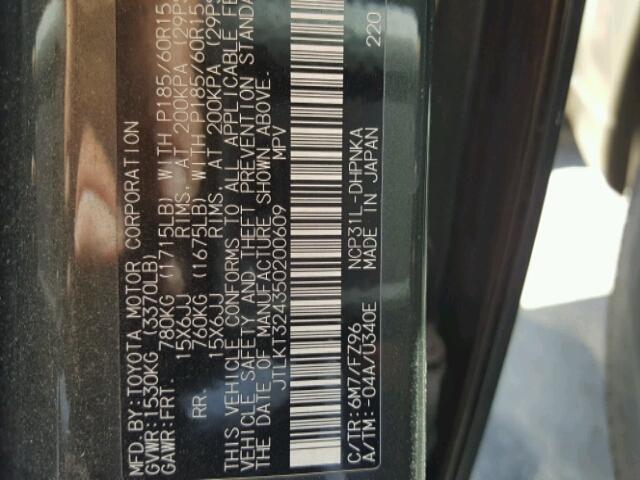 MFD.BY:TOYOTA MOTOR CORPORATION
GVWR:1530KG (3370LB)
GAWR:FRT. 780KG (1715LB) WITH P185/60R15
15X6JJ RIMS, AT 200KPA (29PS
RR. 760KG (1675LB) WITH P185/60R15
15X6JJ RIMS, AT 200KPA (29PS
THIS VEHICLE CONFORMS TO ALL APPLICABLE FE
VEHICLE SAFETY AND THEFT PREVENTION STANDA
THE DATE OF MANUFACTURE SHOWN ABOVE.
JTLKT324350200609 MPV
C/TR:6M7/FZ96 NCP31L-DHPNKA
A/TM:-04A/U340E MADE IN JAPAN
220